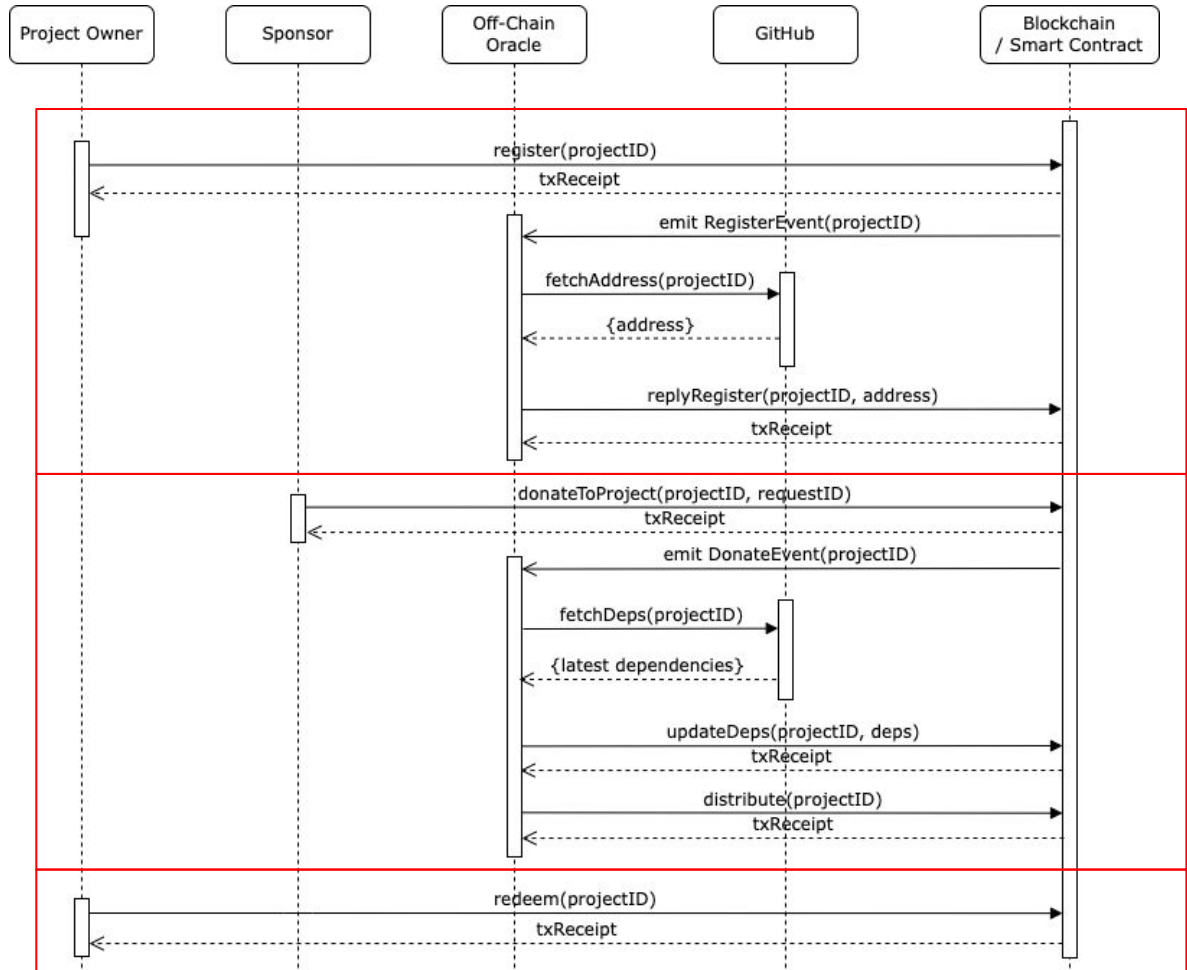 Project Owner
Sponsor
Off-Chain
Oracle
GitHub
Blockchain
/ Smart Contract
register(projectID)
txReceipt
emit RegisterEvent(projectID)
fetchAddress(projectID)
{address}
replyRegister(projectID, address)
txReceipt
donateToProject(projectID, requestID)
txReceipt
emit DonateEvent(projectID)
fetchDeps(projectID)
{latest dependencies}
updateDeps(projectID, deps)
txReceipt
distribute(projectID)
txReceipt
redeem(projectID)
txReceipt